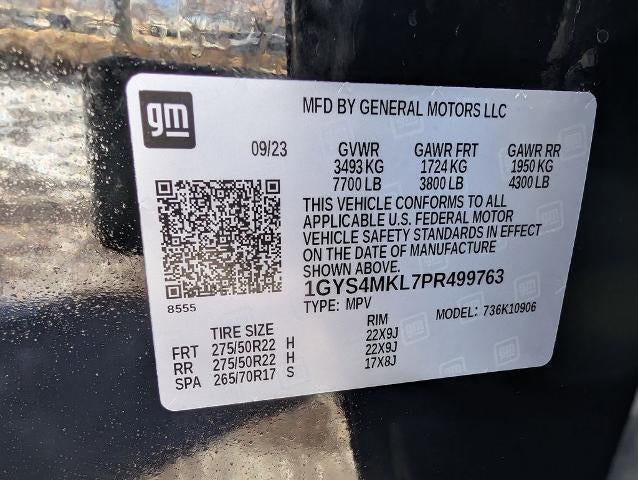 gm
MFD BY GENERAL MOTORS LLC
09/23 GVWR GAWR FRT GAWR RR
3493 KG 1724 KG 1950 KG
7700 LB 3800 LB 4300 LB
THIS VEHICLE CONFORMS TO ALL
APPLICABLE U.S. FEDERAL MOTOR
VEHICLE SAFETY STANDARDS IN EFFECT
ON THE DATE OF MANUFACTURE
SHOWN ABOVE.
1GYS4MKL7PR499763
8555
TYPE: MPV MODEL: 736K10906
TIRE SIZE RIM
FRT 275/50R22 H 22X9J
RR 275/50R22 H 22X9J
SPA 265/70R17 S 17X8J